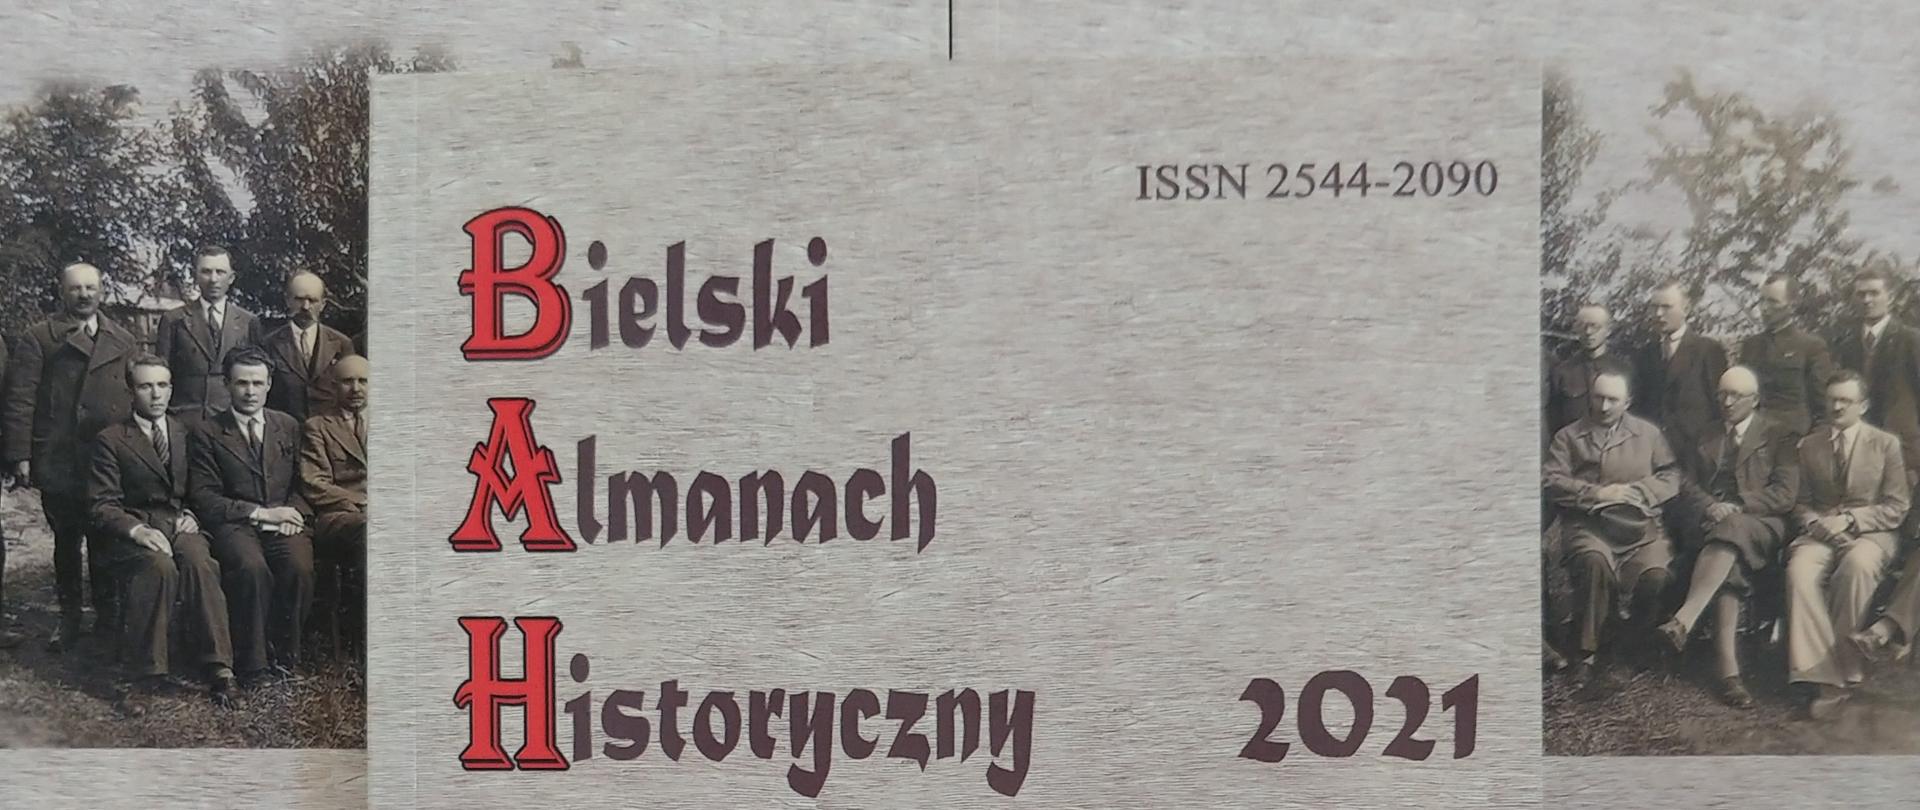 ISSN 2544-2090
Bielski
Almanach
Historyczny 2021